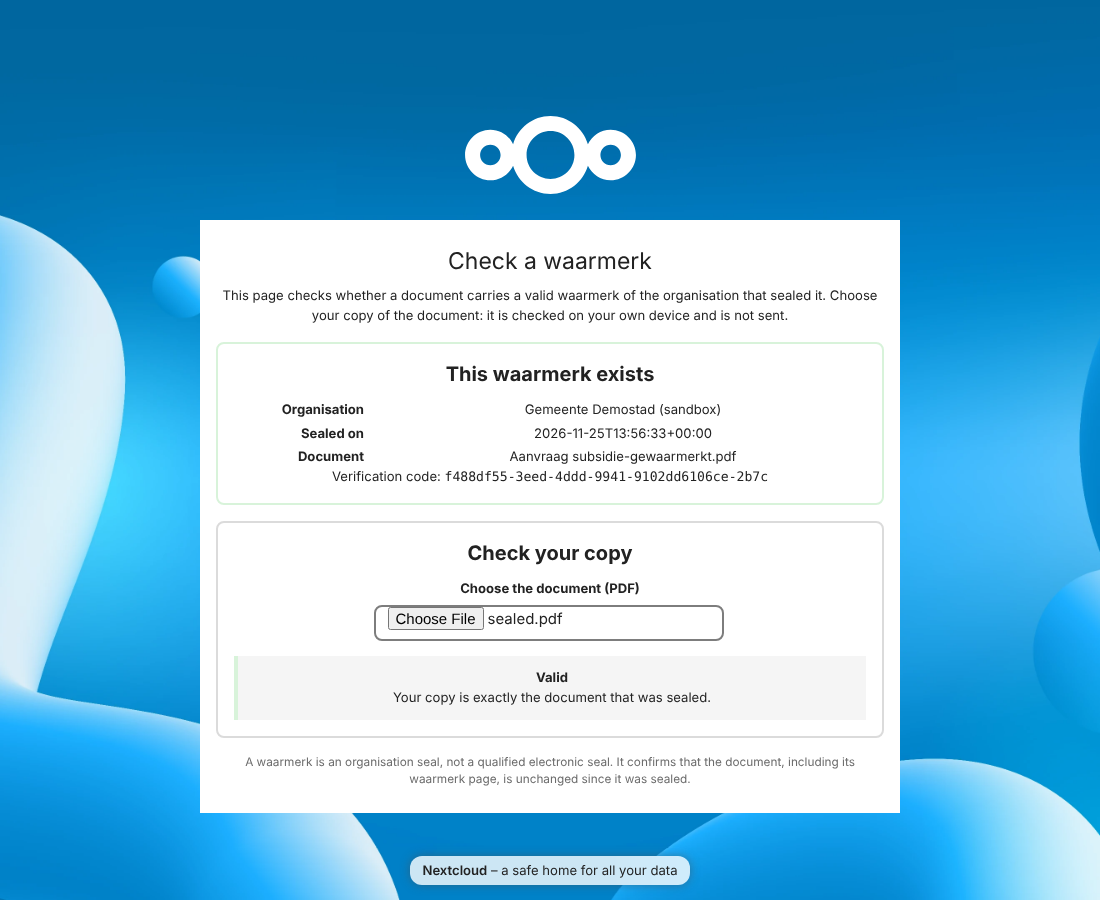 Check a waarmerk
This page checks whether a document carries a valid waarmerk of the organisation that sealed it. Choose
your copy of the document: it is checked on your own device and is not sent.
This waarmerk exists
Organisation Gemeente Demostad (sandbox)
Sealed on 2026-11-25T13:56:33+00:00
Document Aanvraag subsidie-gewaarmerkt.pdf
Verification code: f488df55-3eed-4ddd-9941-9102dd6106ce-2b7c
Check your copy
Choose the document (PDF)
Choose File sealed.pdf
Valid
Your copy is exactly the document that was sealed.
A waarmerk is an organisation seal, not a qualified electronic seal. It confirms that the document, including its
waarmerk page, is unchanged since it was sealed.
Nextcloud – a safe home for all your data